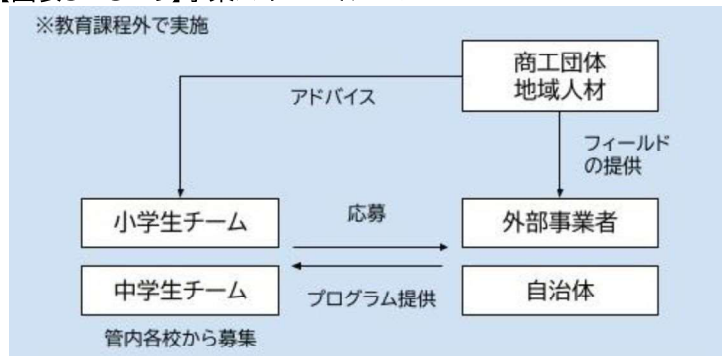 ※教育課程外で実施
商工団体
地域人材
アドバイス
フィールド
の提供
小学生チーム
応募
外部事業者
中学生チーム
プログラム提供
自治体
管内各校から募集